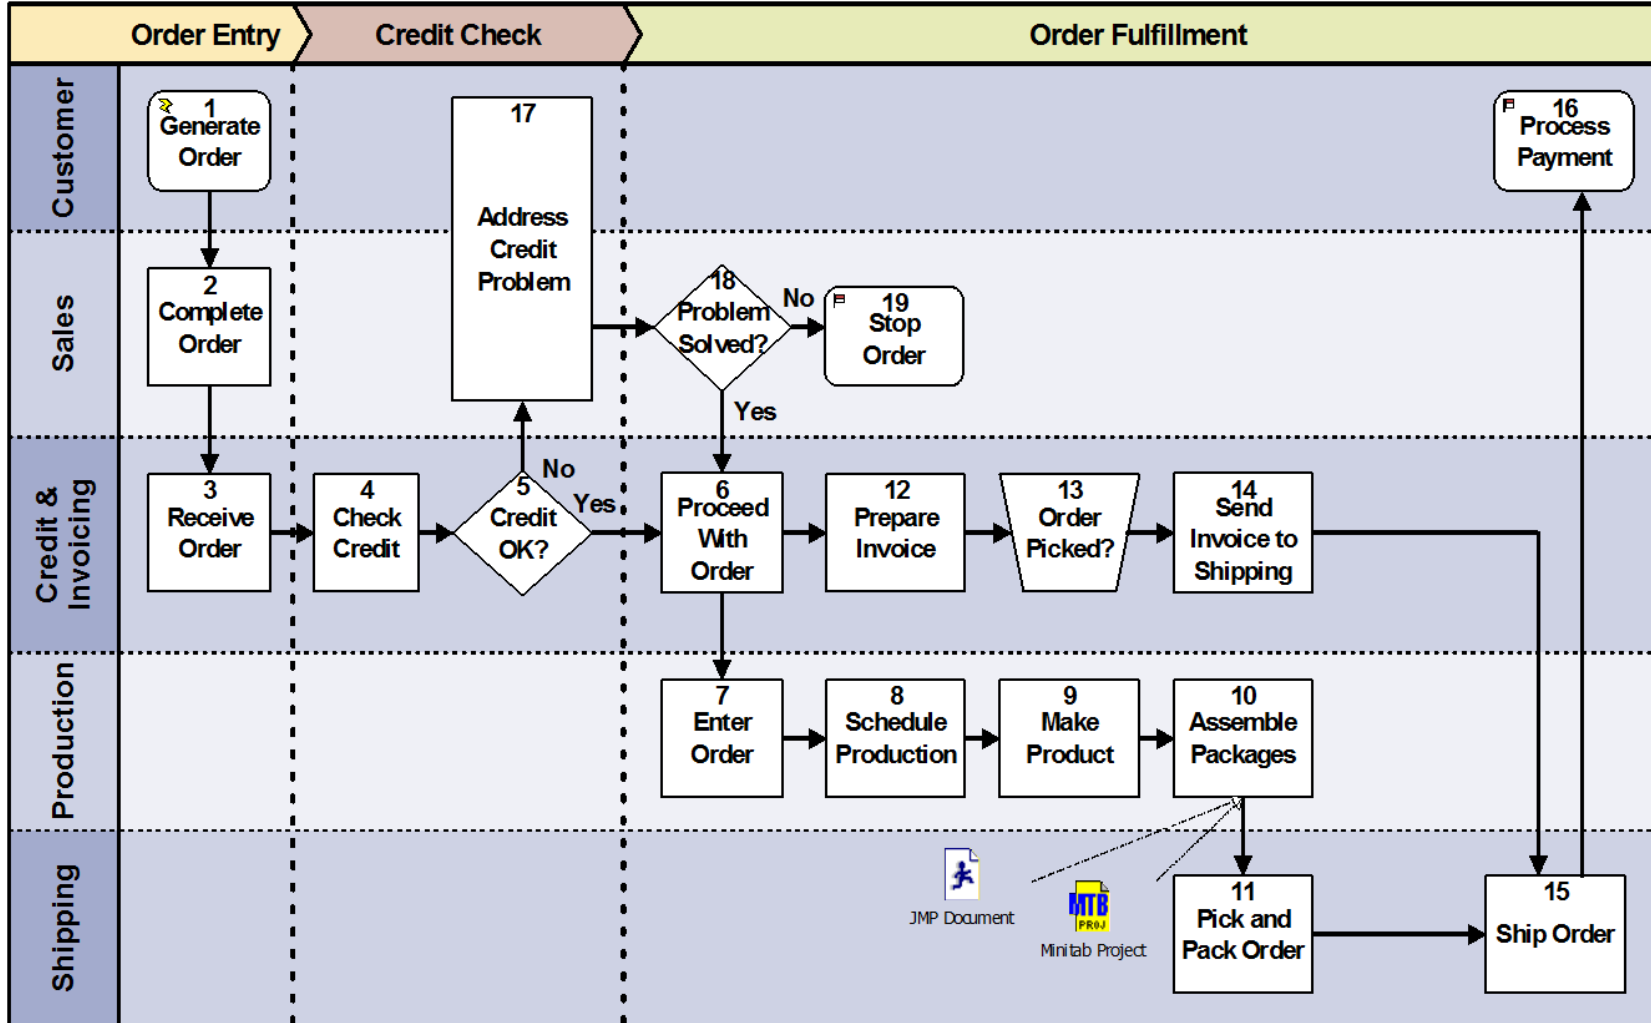 Order Entry
Credit Check
Order Fulfillment
Customer
1
Generate
Order
17
Address
Credit
Problem
16
Process
Payment
Sales
2
Complete
Order
18
Problem
Solved?
No
19
Stop
Order
Yes
Credit &
Invoicing
3
Receive
Order
4
Check
Credit
No
5
Credit
OK?
Yes
6
Proceed
With
Order
12
Prepare
Invoice
13
Order
Picked?
14
Send
Invoice to
Shipping
Production
7
Enter
Order
8
Schedule
Production
9
Make
Product
10
Assemble
Packages
Shipping
JMP Document
MTB
PROJ
Minitab Project
11
Pick and
Pack Order
15
Ship Order